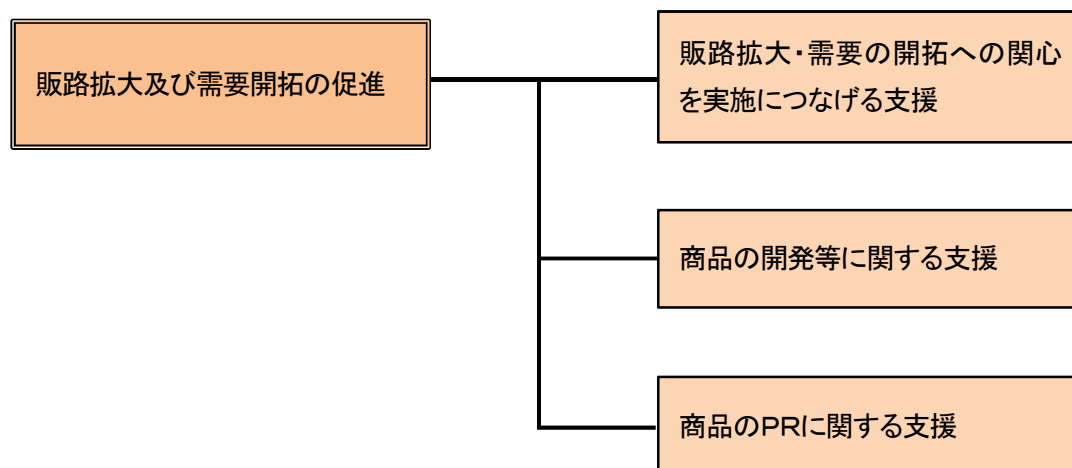 販路拡大及び需要開拓の促進
販路拡大・需要の開拓への関心
を実施につなげる支援
商品の開発等に関する支援
商品のＰＲに関する支援